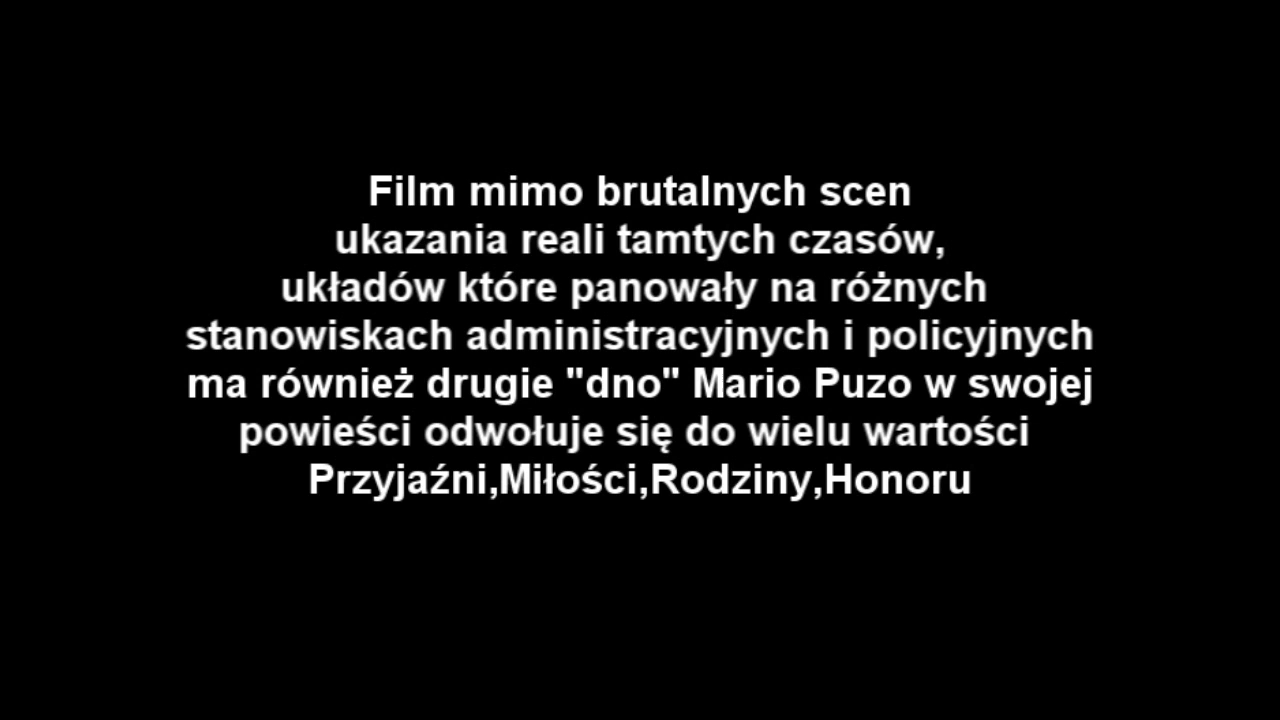 Film mimo brutalnych scen
ukazania reali tamtych czasów,
układów które panowały na różnych
stanowiskach administracyjnych i policyjnych
ma również drugie "dno" Mario Puzo w swojej
powieści odwołuje się do wielu wartości
Przyjaźni,Miłości,Rodziny,Honoru